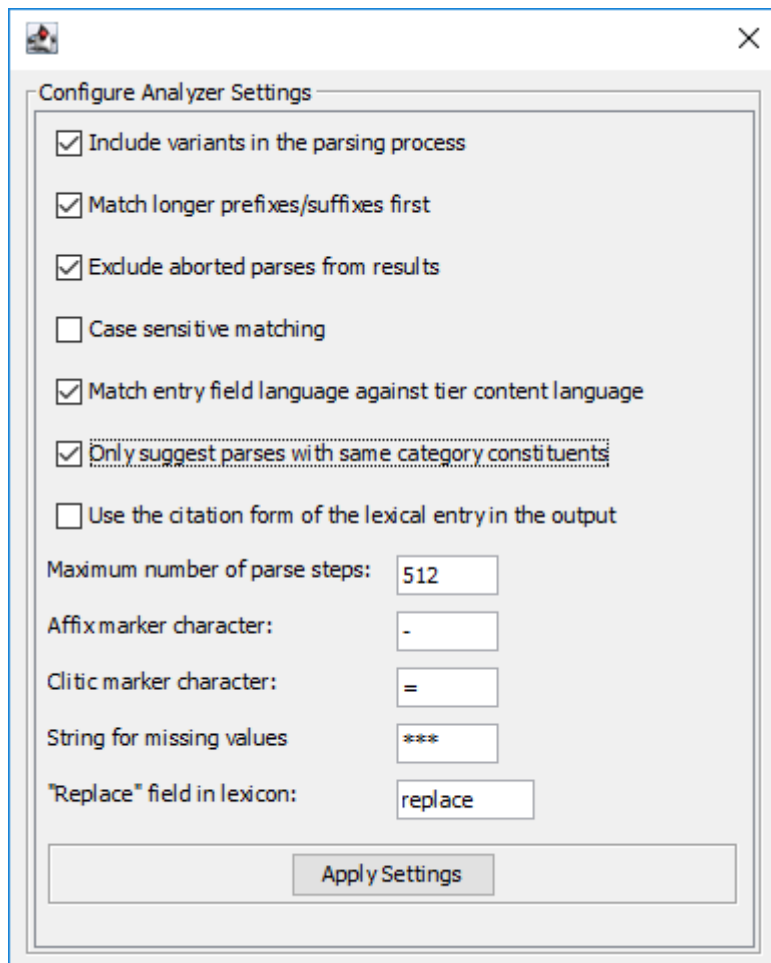 Configure Analyzer Settings
Include variants in the parsing process
Match longer prefixes/suffixes first
Exclude aborted parses from results
Case sensitive matching
Match entry field language against tier content language
Only suggest parses with same category constituents
Use the citation form of the lexical entry in the output
Maximum number of parse steps: 512
Affix marker character: -
Clitic marker character: =
String for missing values ***
"Replace" field in lexicon: replace
Apply Settings